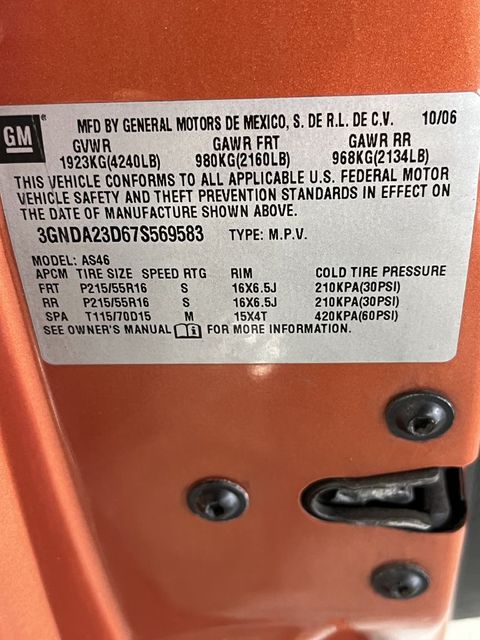 GM ® MFD BY GENERAL MOTORS DE MEXICO, S. DE R.L. DE C.V. 10/06
GVWR GAWR FRT GAWR RR
1923KG(4240LB) 980KG(2160LB) 968KG(2134LB)
THIS VEHICLE CONFORMS TO ALL APPLICABLE U.S. FEDERAL MOTOR
VEHICLE SAFETY AND THEFT PREVENTION STANDARDS IN EFFECT ON
THE DATE OF MANUFACTURE SHOWN ABOVE.
3GNDA23D67S569583 TYPE: M.P.V.
MODEL: AS46
APCM TIRE SIZE SPEED RTG RIM COLD TIRE PRESSURE
FRT P215/55R16 S 16X6.5J 210KPA(30PSI)
RR P215/55R16 S 16X6.5J 210KPA(30PSI)
SPA T115/70D15 M 15X4T 420KPA(60PSI)
SEE OWNER'S MANUAL FOR MORE INFORMATION.